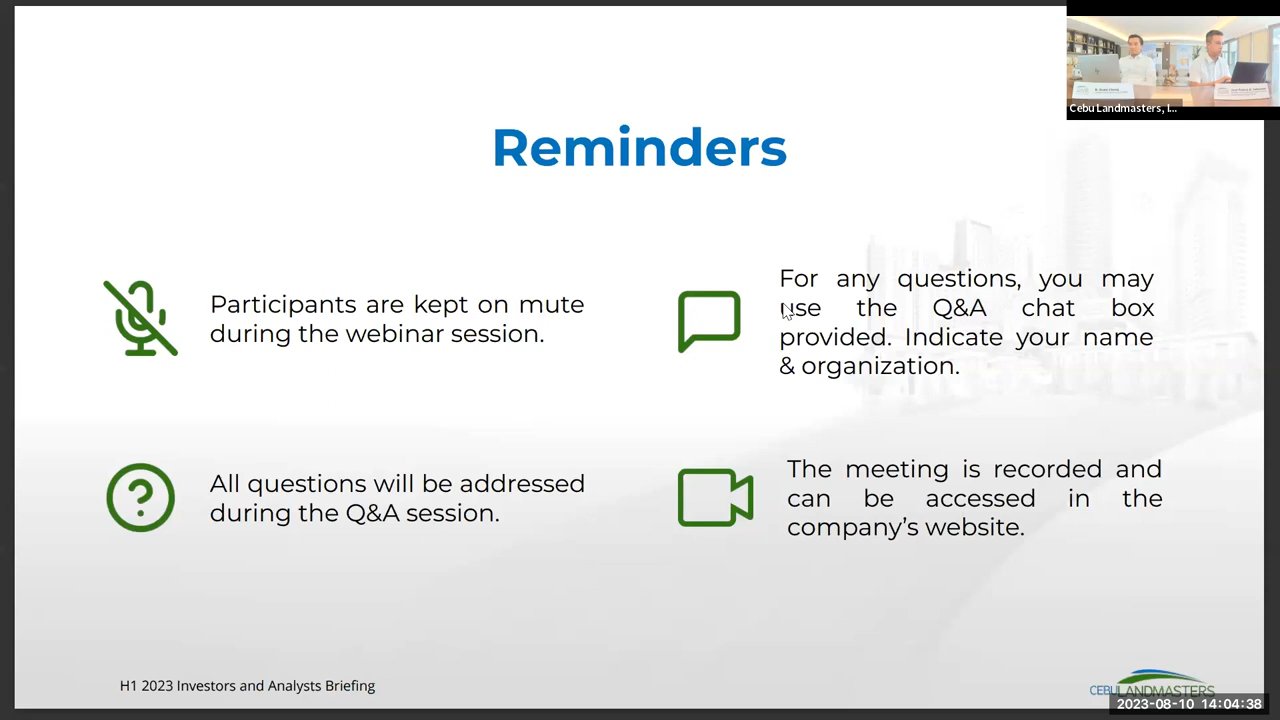 Cebu Landmasters, I...
Reminders
Participants are kept on mute
during the webinar session.
For any questions, you may
use the Q&A chat box
provided. Indicate your name
& organization.
All questions will be addressed
during the Q&A session.
The meeting is recorded and
can be accessed in the
company's website.
H1 2023 Investors and Analysts Briefing
CEBULANDMASTERS
2023-08-10 14:04:38